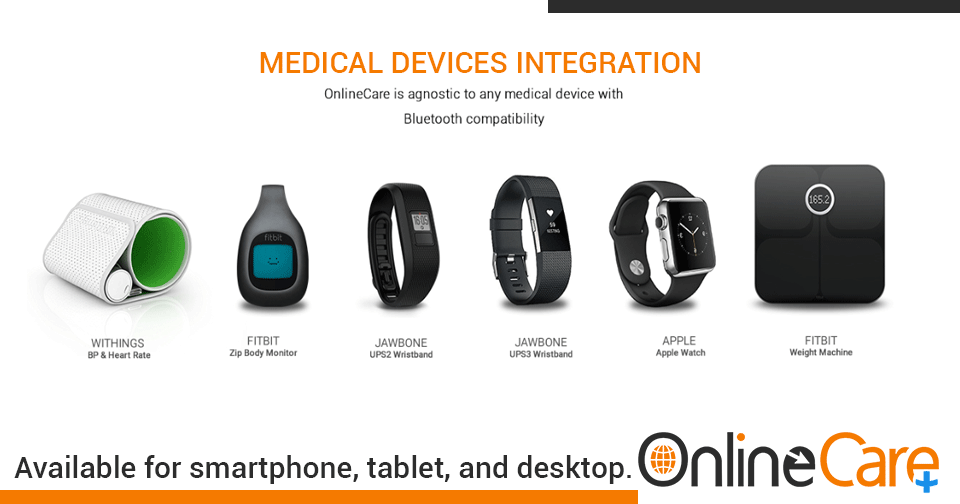 MEDICAL DEVICES INTEGRATION
OnlineCare is agnostic to any medical device with
Bluetooth compatibility
fitbit
165.2
WITHINGS
BP & Heart Rate
FITBIT
Zip Body Monitor
JAWBONE
UPS2 Wristband
JAWBONE
UPS3 Wristband
APPLE
Apple Watch
FITBIT
Weight Machine
Available for smartphone, tablet, and desktop.
OnlineCare